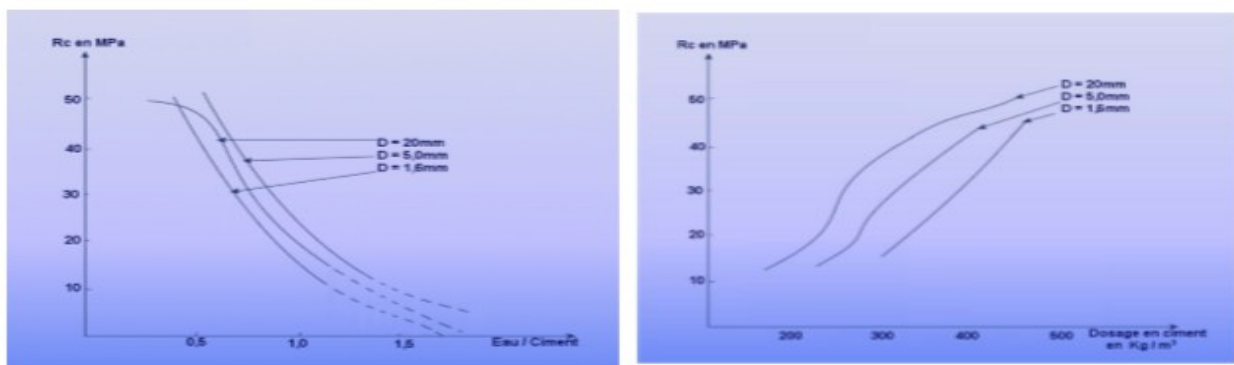 Rc en MPa
50
40
30
20
10
D = 20mm
D = 5,0mm
D = 1,6mm
0,5
1,0
1,5
Eau / Ciment
Rc en MPa
50
40
30
20
10
D = 20mm
D = 5,0mm
D = 1,6mm
200
300
400
500
Dosage en ciment
en Kg / m³